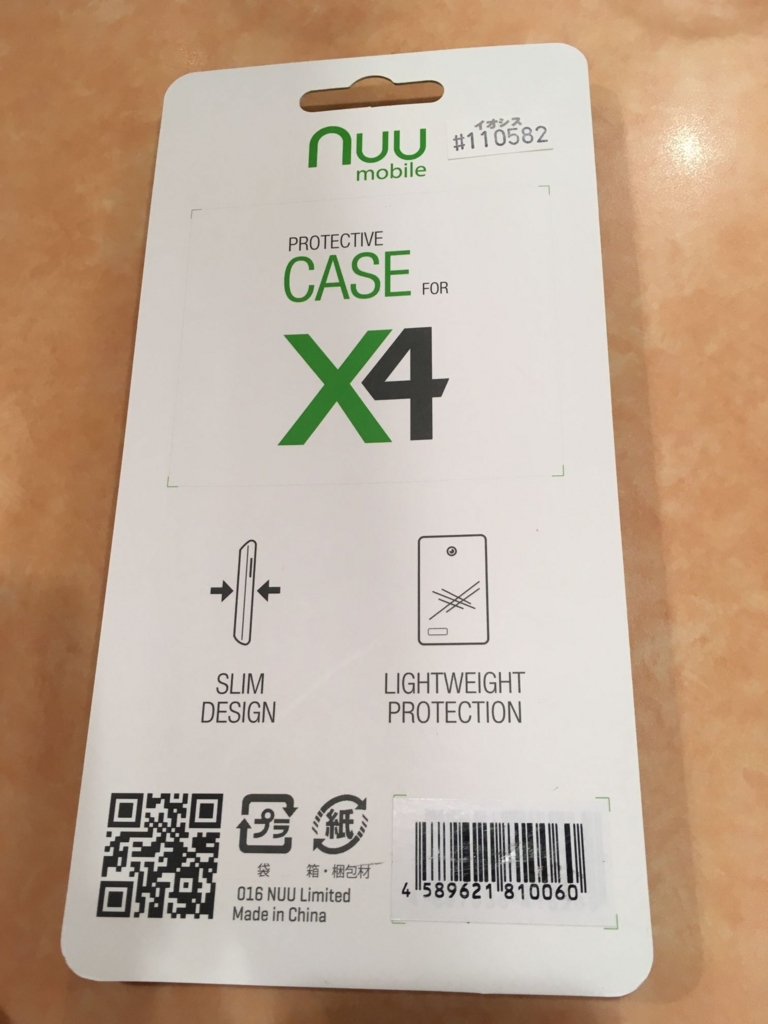 nuu
mobile
イオシス
#110582
PROTECTIVE
CASE FOR
X4
SLIM
DESIGN
LIGHTWEIGHT
PROTECTION
プラ
紙
袋
箱・梱包材
016 NUU Limited
Made in China
4 589621 810060